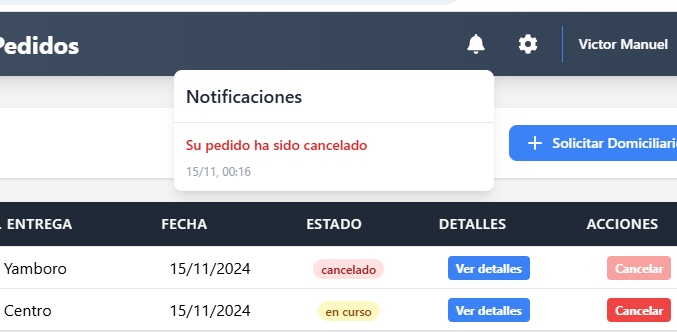 Pedidos
Victor Manuel
Notificaciones
Su pedido ha sido cancelado
15/11, 00:16
Solicitar Domiciliari
. ENTREGA FECHA ESTADO DETALLES ACCIONES
Yamboro 15/11/2024 cancelado Ver detalles Cancelar
Centro 15/11/2024 en curso Ver detalles Cancelar